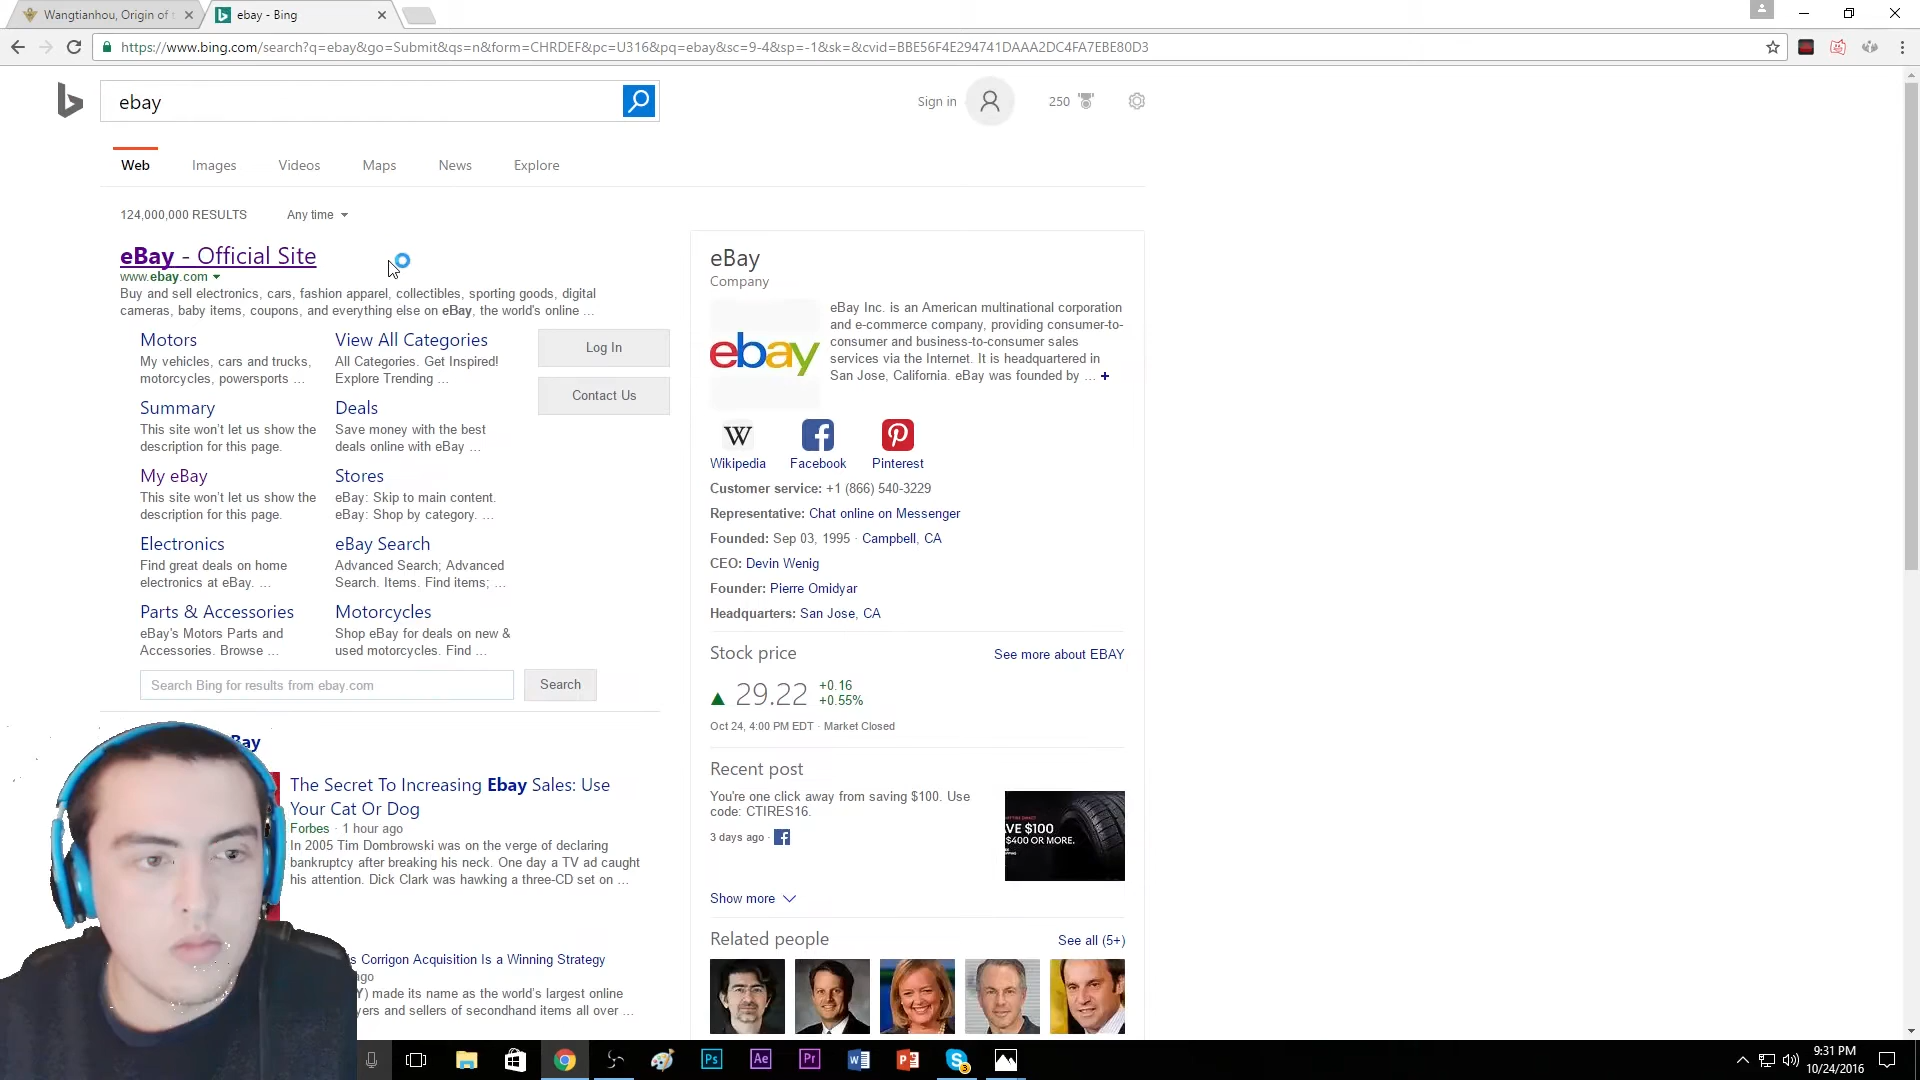 Wangtianhou, Origin of t
ebay - Bing
https://www.bing.com/search?q=ebay&go=Submit&qs=n&form=CHRDEF&pc=U316&pq=ebay&sc=9-4&sp=-1&sk=&cvid=BBE56F4E294741DAAA2DC4FA7EBE80D3
ebay
Sign in
250
Web
Images
Videos
Maps
News
Explore
124,000,000 RESULTS
Any time
eBay - Official Site
www.ebay.com
Buy and sell electronics, cars, fashion apparel, collectibles, sporting goods, digital
cameras, baby items, coupons, and everything else on eBay, the world's online ...
Motors
My vehicles, cars and trucks,
motorcycles, powersports ...
View All Categories
All Categories. Get Inspired!
Explore Trending ...
Log In
Contact Us
Summary
This site won't let us show the
description for this page.
Deals
Save money with the best
deals online with eBay ...
My eBay
This site won't let us show the
description for this page.
Stores
eBay: Skip to main content.
eBay: Shop by category. ...
Electronics
Find great deals on home
electronics at eBay. ...
eBay Search
Advanced Search; Advanced
Search. Items. Find items; ...
Parts & Accessories
eBay's Motors Parts and
Accessories. Browse ...
Motorcycles
Shop eBay for deals on new &
used motorcycles. Find ...
Search Bing for results from ebay.com
Search
Bay
The Secret To Increasing Ebay Sales: Use
Your Cat Or Dog
Forbes · 1 hour ago
In 2005 Tim Dombrowski was on the verge of declaring
bankruptcy after breaking his neck. One day a TV ad caught
his attention. Dick Clark was hawking a three-CD set on ...
s Corrigon Acquisition Is a Winning Strategy
ago
Y) made its name as the world's largest online
yers and sellers of secondhand items all over ...
eBay
Company
ebay
eBay Inc. is an American multinational corporation
and e-commerce company, providing consumer-to-
consumer and business-to-consumer sales
services via the Internet. It is headquartered in
San Jose, California. eBay was founded by ... +
W
Wikipedia
Facebook
Pinterest
Customer service: +1 (866) 540-3229
Representative: Chat online on Messenger
Founded: Sep 03, 1995 · Campbell, CA
CEO: Devin Wenig
Founder: Pierre Omidyar
Headquarters: San Jose, CA
Stock price
See more about EBAY
29.22
+0.16
+0.55%
Oct 24, 4:00 PM EDT · Market Closed
Recent post
You're one click away from saving $100. Use
code: CTIRES16.
3 days ago ·
VE $100
$400 OR MORE.
Show more
Related people
See all (5+)
Ps
Ae
Pr
9:31 PM
10/24/2016